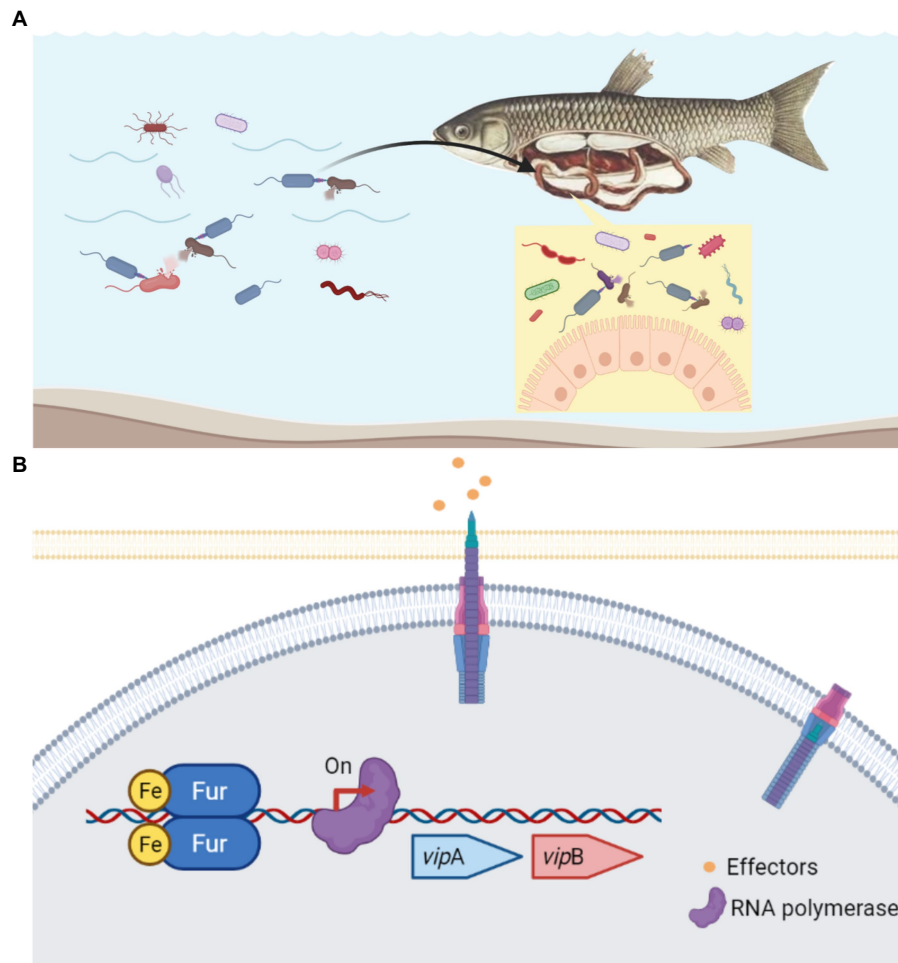 A
B
On
Fe
Fur
Fe
Fur
vipA
vipB
Effectors
RNA polymerase